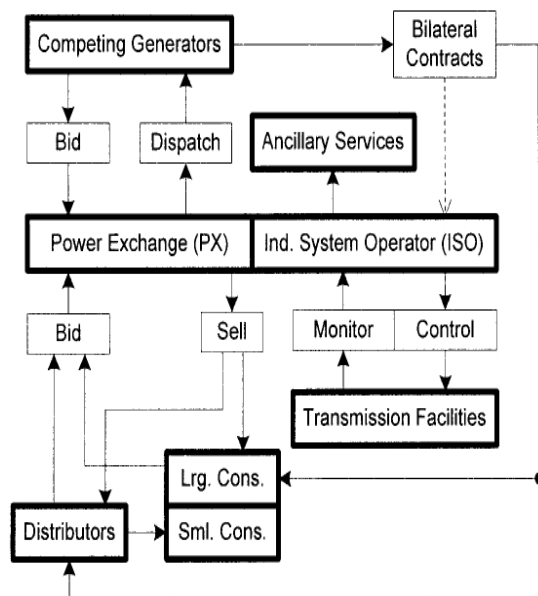 Competing Generators
Bilateral
Contracts
Bid
Dispatch
Ancillary Services
Power Exchange (PX)
Ind. System Operator (ISO)
Bid
Sell
Monitor
Control
Transmission Facilities
Lrg. Cons.
Distributors
Sml. Cons.